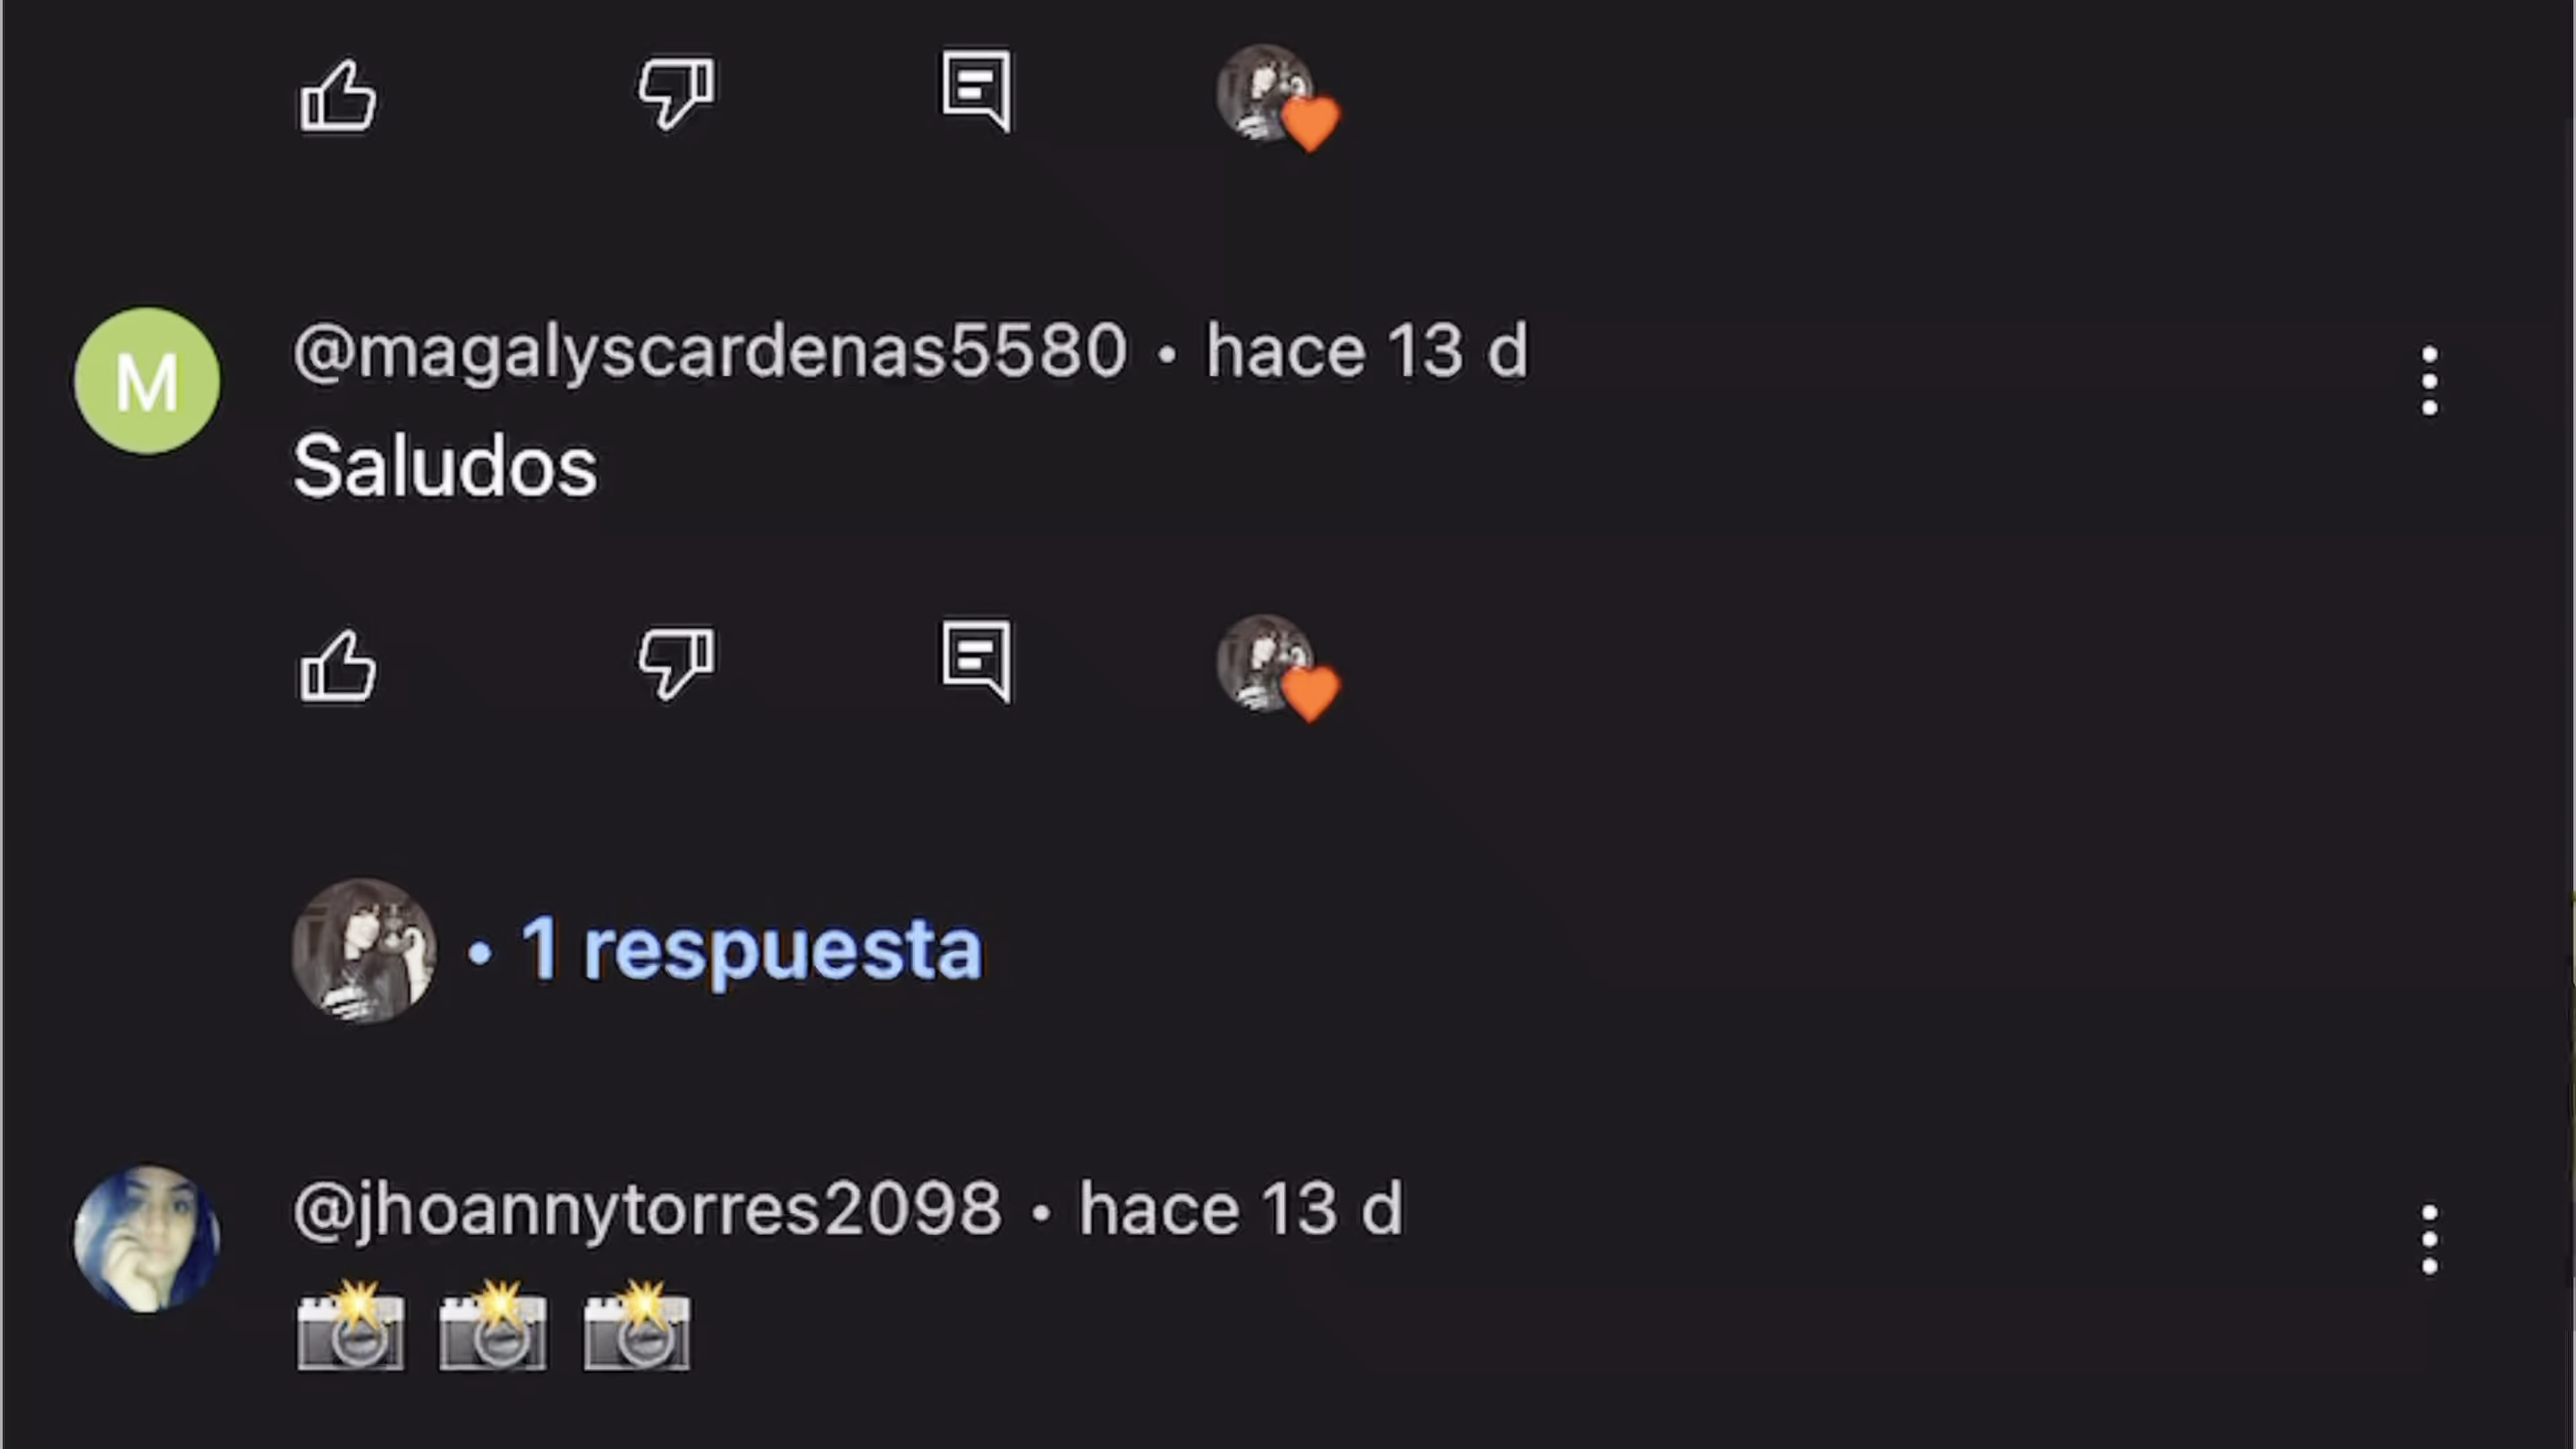 M
@magalyscardenas5580 • hace 13 d
Saludos
• 1 respuesta
@jhoannytorres2098 • hace 13 d
📸 📸 📸